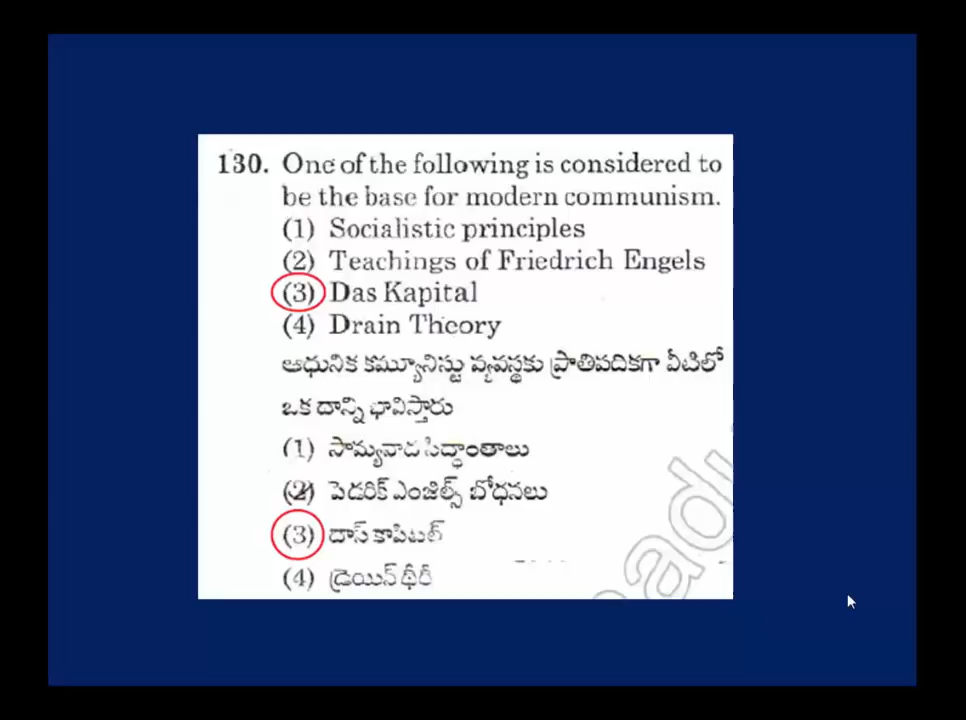 130. One of the following is considered to
be the base for modern communism.
(1) Socialistic principles
(2) Teachings of Friedrich Engels
(3) Das Kapital
(4) Drain Theory
ఆధునిక కమ్యూనిస్టు వ్యవస్థకు ప్రాతిపదికగా వీటిలో
ఒక దాన్ని భావిస్తారు
(1) సామ్యవాద సిద్ధాంతాలు
(2) పెడరిక్ ఎంజిల్స్ బోధనలు
(3) దాస్ కాపిటల్
(4) డ్రెయిన్ థీరీ